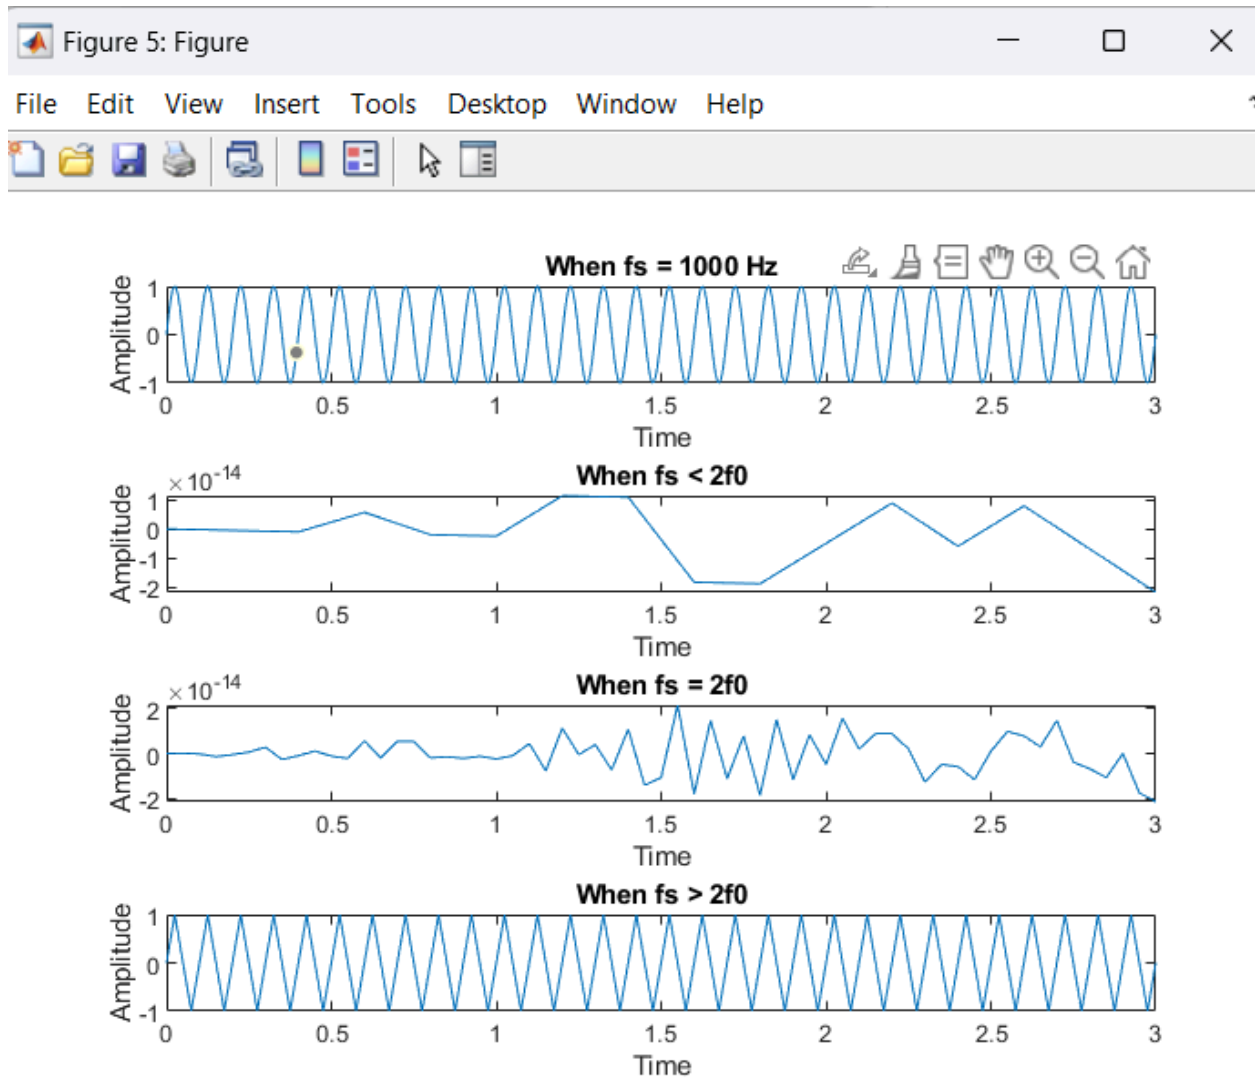 Figure 5: Figure
File Edit View Insert Tools Desktop Window Help
When fs = 1000 Hz
Amplitude
1
0
-1
0 0.5 1 1.5 2 2.5 3
Time
×10-14
When fs < 2f0
Amplitude
1
0
-1
-2
0 0.5 1 1.5 2 2.5 3
Time
×10-14
When fs = 2f0
Amplitude
2
0
-2
0 0.5 1 1.5 2 2.5 3
Time
When fs > 2f0
Amplitude
1
0
-1
0 0.5 1 1.5 2 2.5 3
Time